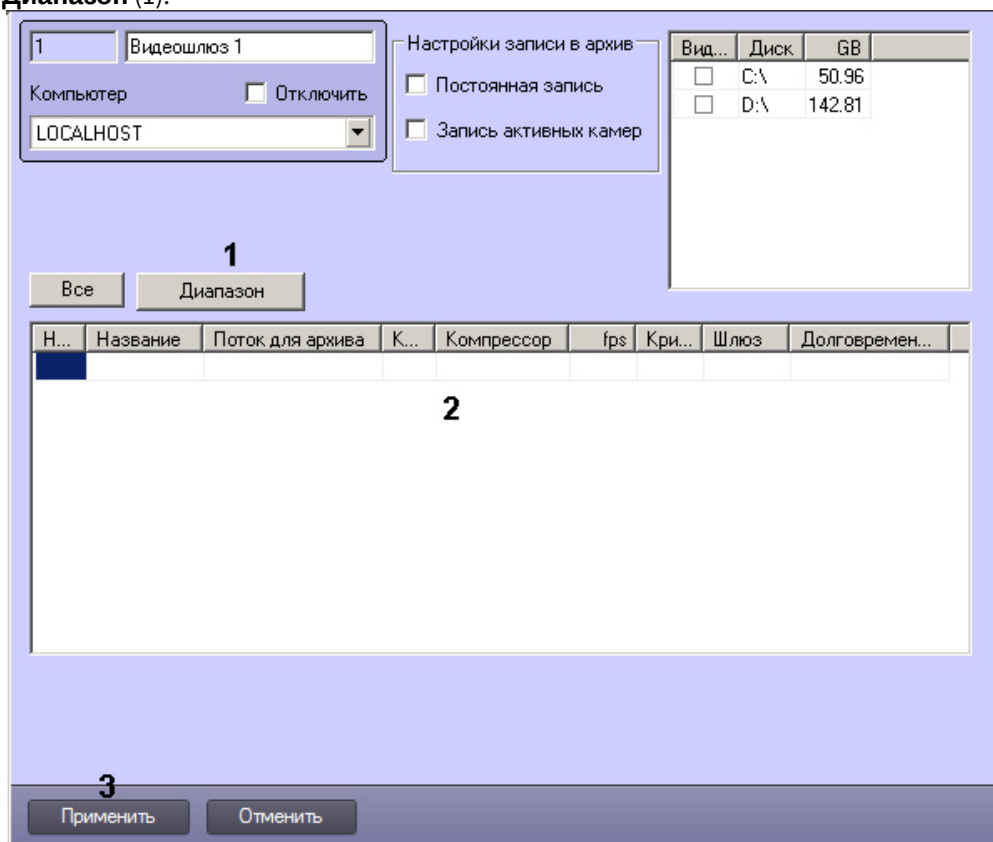 Диапазон (1).
1 Видеошлюз 1
Компьютер Отключить
LOCALHOST
Настройки записи в архив
Постоянная запись
Запись активных камер
Вид... Диск GB
C:\ 50.96
D:\ 142.81
1
Все Диапазон
Н... Название Поток для архива К... Компрессор fps Кри... Шлюз Долговремен...
2
3
Применить Отменить